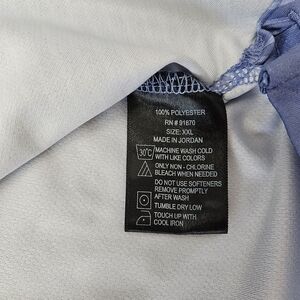 100% POLYESTER
RN # 91870
SIZE: XXL
MADE IN JORDAN
30°C MACHINE WASH COLD
WITH LIKE COLORS
ONLY NON - CHLORINE
BLEACH WHEN NEEDED
DO NOT USE SOFTENERS
REMOVE PROMPTLY
AFTER WASH
TUMBLE DRY LOW
TOUCH UP WITH
COOL IRON